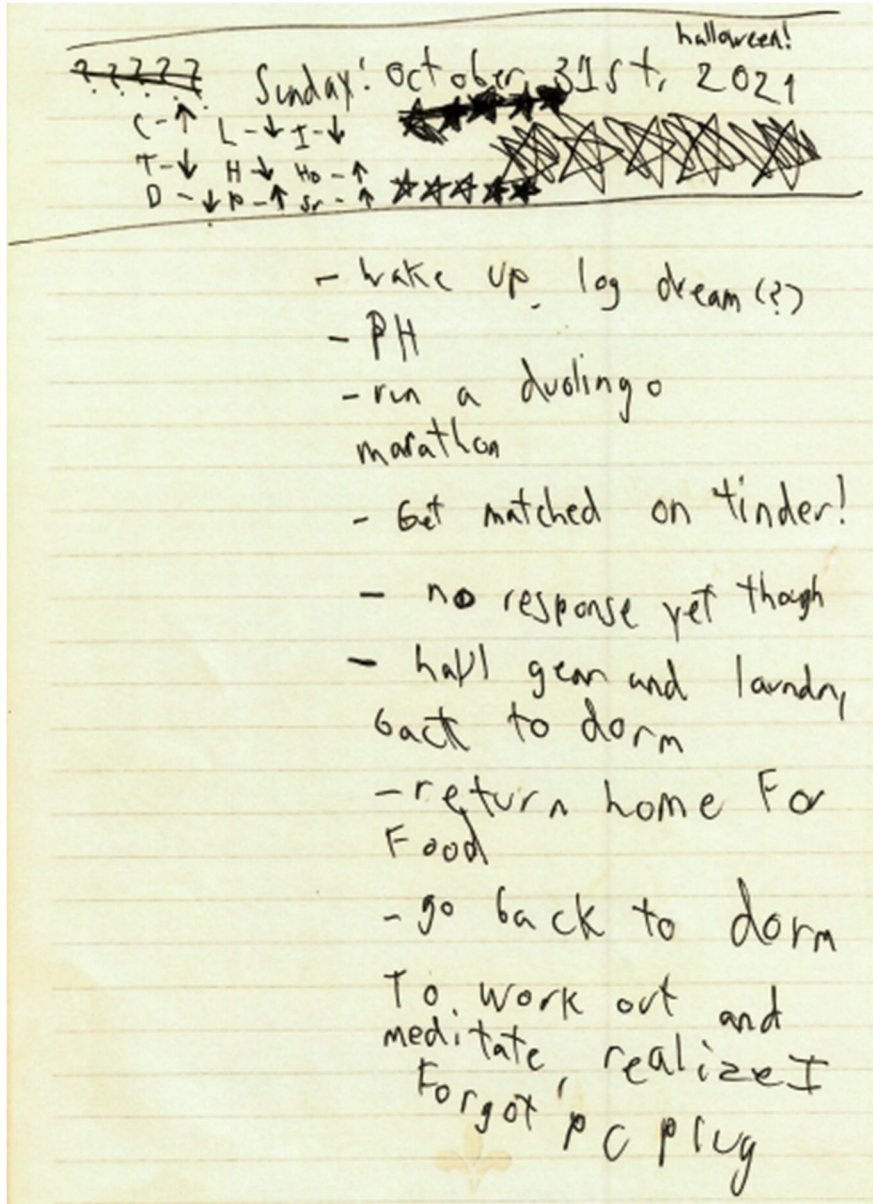 halloween!
?????  Sunday: October 31st, 2021
C-↑ L-↓ I-↓
T-↓ H↓ Ho-↑
D-↓ P-↑ Sr-↑
- wake up, log dream(?)
- PH
- run a duolingo
marathon
- Get matched on tinder!
- no response yet though
- haul gear and laundry
back to dorm
- return home For
Food
- go back to dorm
To work out and
meditate, realize I
Forgot PC plug